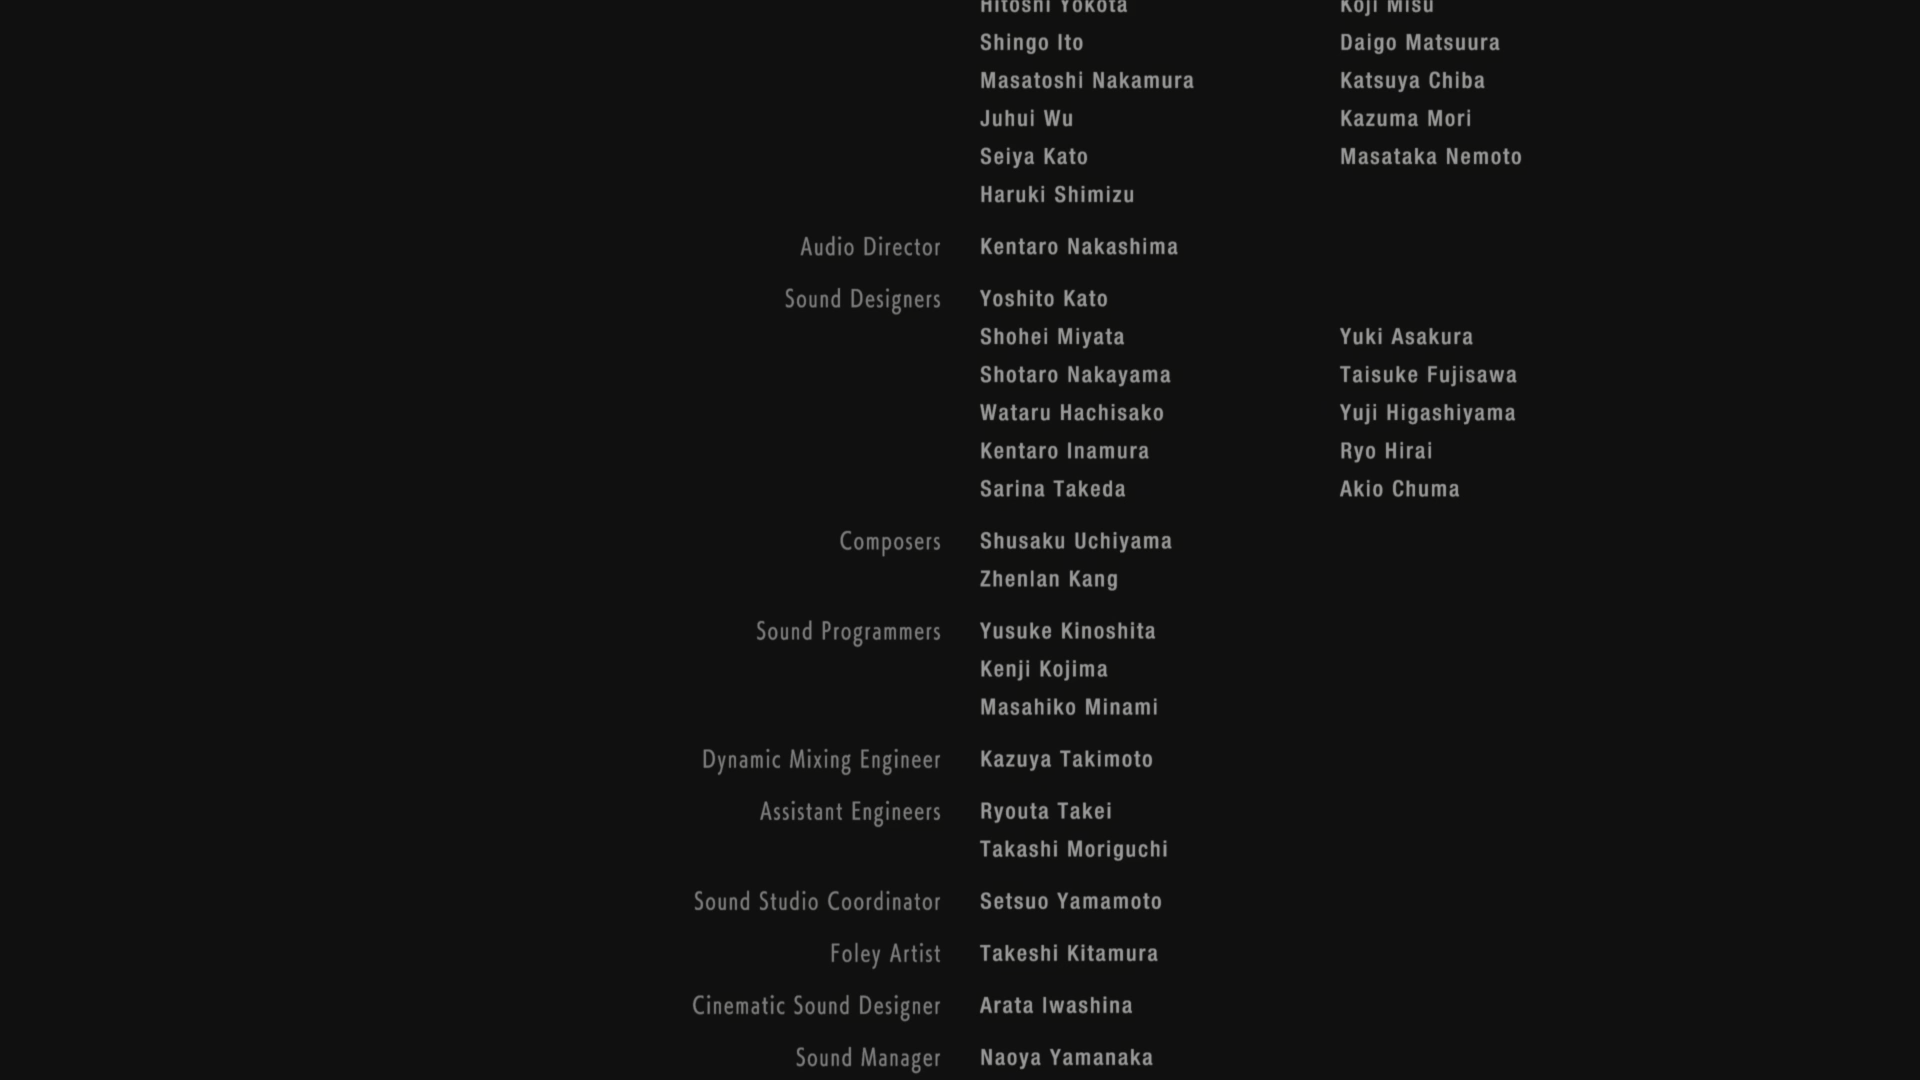 Hitoshi Yokota Koji Misu
Shingo Ito Daigo Matsuura
Masatoshi Nakamura Katsuya Chiba
Juhui Wu Kazuma Mori
Seiya Kato Masataka Nemoto
Haruki Shimizu
Audio Director Kentaro Nakashima
Sound Designers Yoshito Kato
Shohei Miyata Yuki Asakura
Shotaro Nakayama Taisuke Fujisawa
Wataru Hachisako Yuji Higashiyama
Kentaro Inamura Ryo Hirai
Sarina Takeda Akio Chuma
Composers Shusaku Uchiyama
Zhenlan Kang
Sound Programmers Yusuke Kinoshita
Kenji Kojima
Masahiko Minami
Dynamic Mixing Engineer Kazuya Takimoto
Assistant Engineers Ryouta Takei
Takashi Moriguchi
Sound Studio Coordinator Setsuo Yamamoto
Foley Artist Takeshi Kitamura
Cinematic Sound Designer Arata Iwashina
Sound Manager Naoya Yamanaka